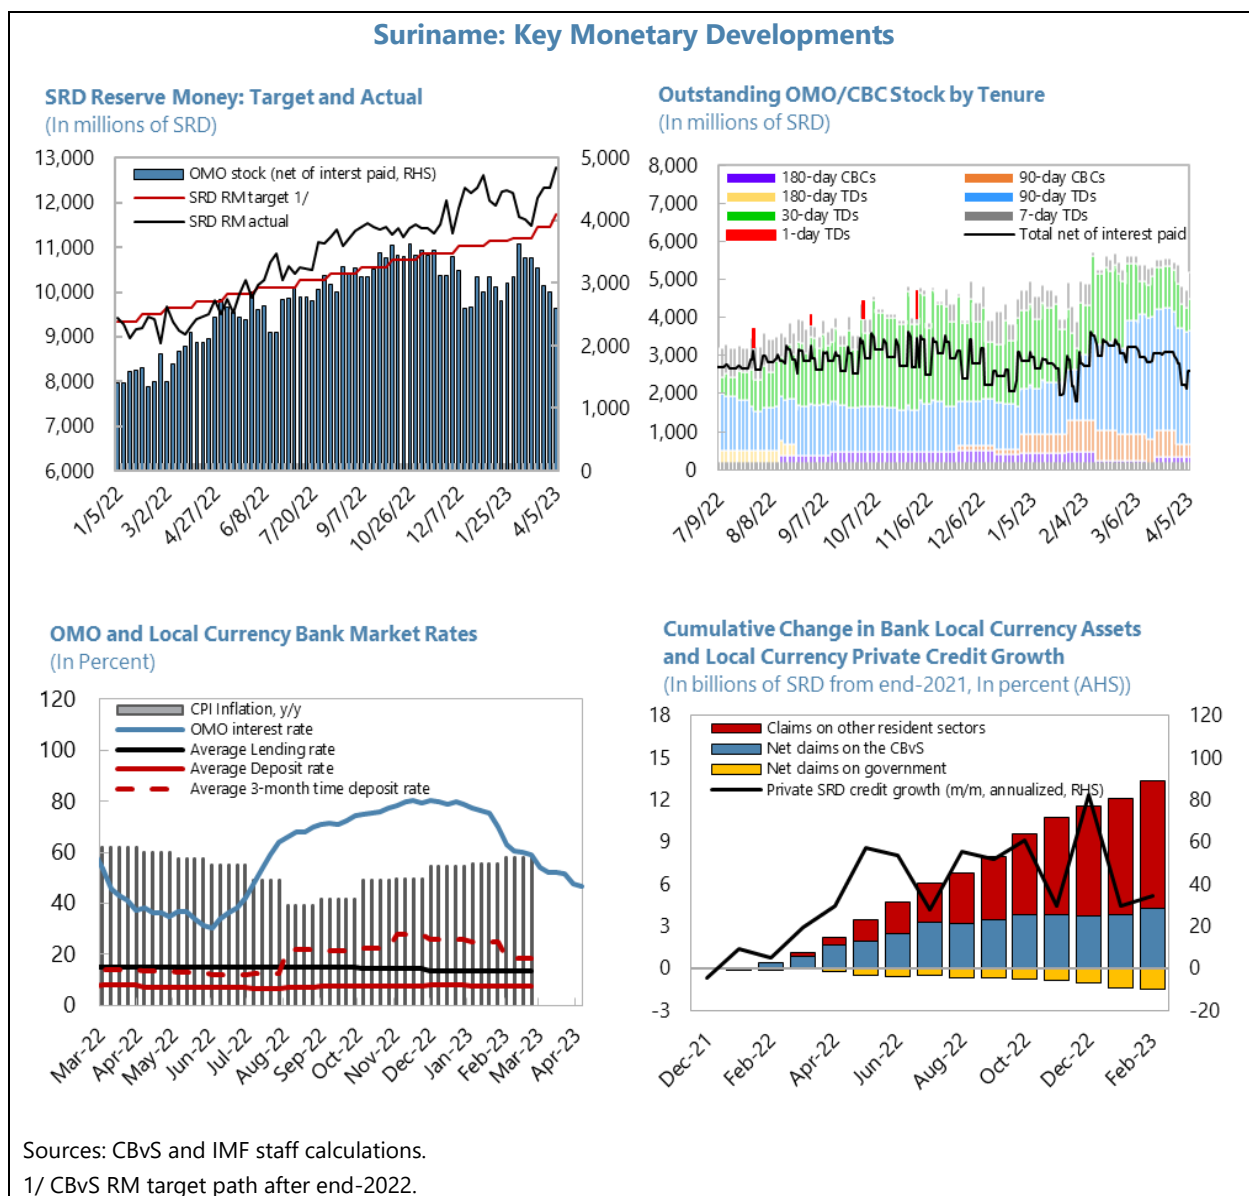 Suriname: Key Monetary Developments
SRD Reserve Money: Target and Actual
(In millions of SRD)
13,000
12,000
11,000
10,000
9,000
8,000
7,000
6,000
5,000
4,000
3,000
2,000
1,000
0
OMO stock (net of interst paid, RHS)
SRD RM target 1/
SRD RM actual
1/5/22
3/2/22
4/27/22
6/8/22
7/20/22
9/7/22
10/26/22
12/7/22
1/25/23
4/5/23
Outstanding OMO/CBC Stock by Tenure
(In millions of SRD)
8,000
7,000
6,000
5,000
4,000
3,000
2,000
1,000
0
180-day CBCs
90-day CBCs
180-day TDs
90-day TDs
30-day TDs
7-day TDs
1-day TDs
Total net of interest paid
7/9/22
8/8/22
9/7/22
10/7/22
11/6/22
12/6/22
1/5/23
2/4/23
3/6/23
4/5/23
OMO and Local Currency Bank Market Rates
(In Percent)
120
100
80
60
40
20
0
CPI Inflation, y/y
OMO interest rate
Average Lending rate
Average Deposit rate
Average 3-month time deposit rate
Mar-22
Apr-22
May-22
Jun-22
Jul-22
Aug-22
Sep-22
Oct-22
Nov-22
Dec-22
Jan-23
Feb-23
Mar-23
Apr-23
Cumulative Change in Bank Local Currency Assets
and Local Currency Private Credit Growth
(In billions of SRD from end-2021, In percent (AHS))
18
15
12
9
6
3
0
-3
120
100
80
60
40
20
0
-20
Claims on other resident sectors
Net claims on the CBvS
Net claims on government
Private SRD credit growth (m/m, annualized, RHS)
Dec-21
Feb-22
Apr-22
Jun-22
Aug-22
Oct-22
Dec-22
Feb-23
Sources: CBvS and IMF staff calculations.
1/ CBvS RM target path after end-2022.